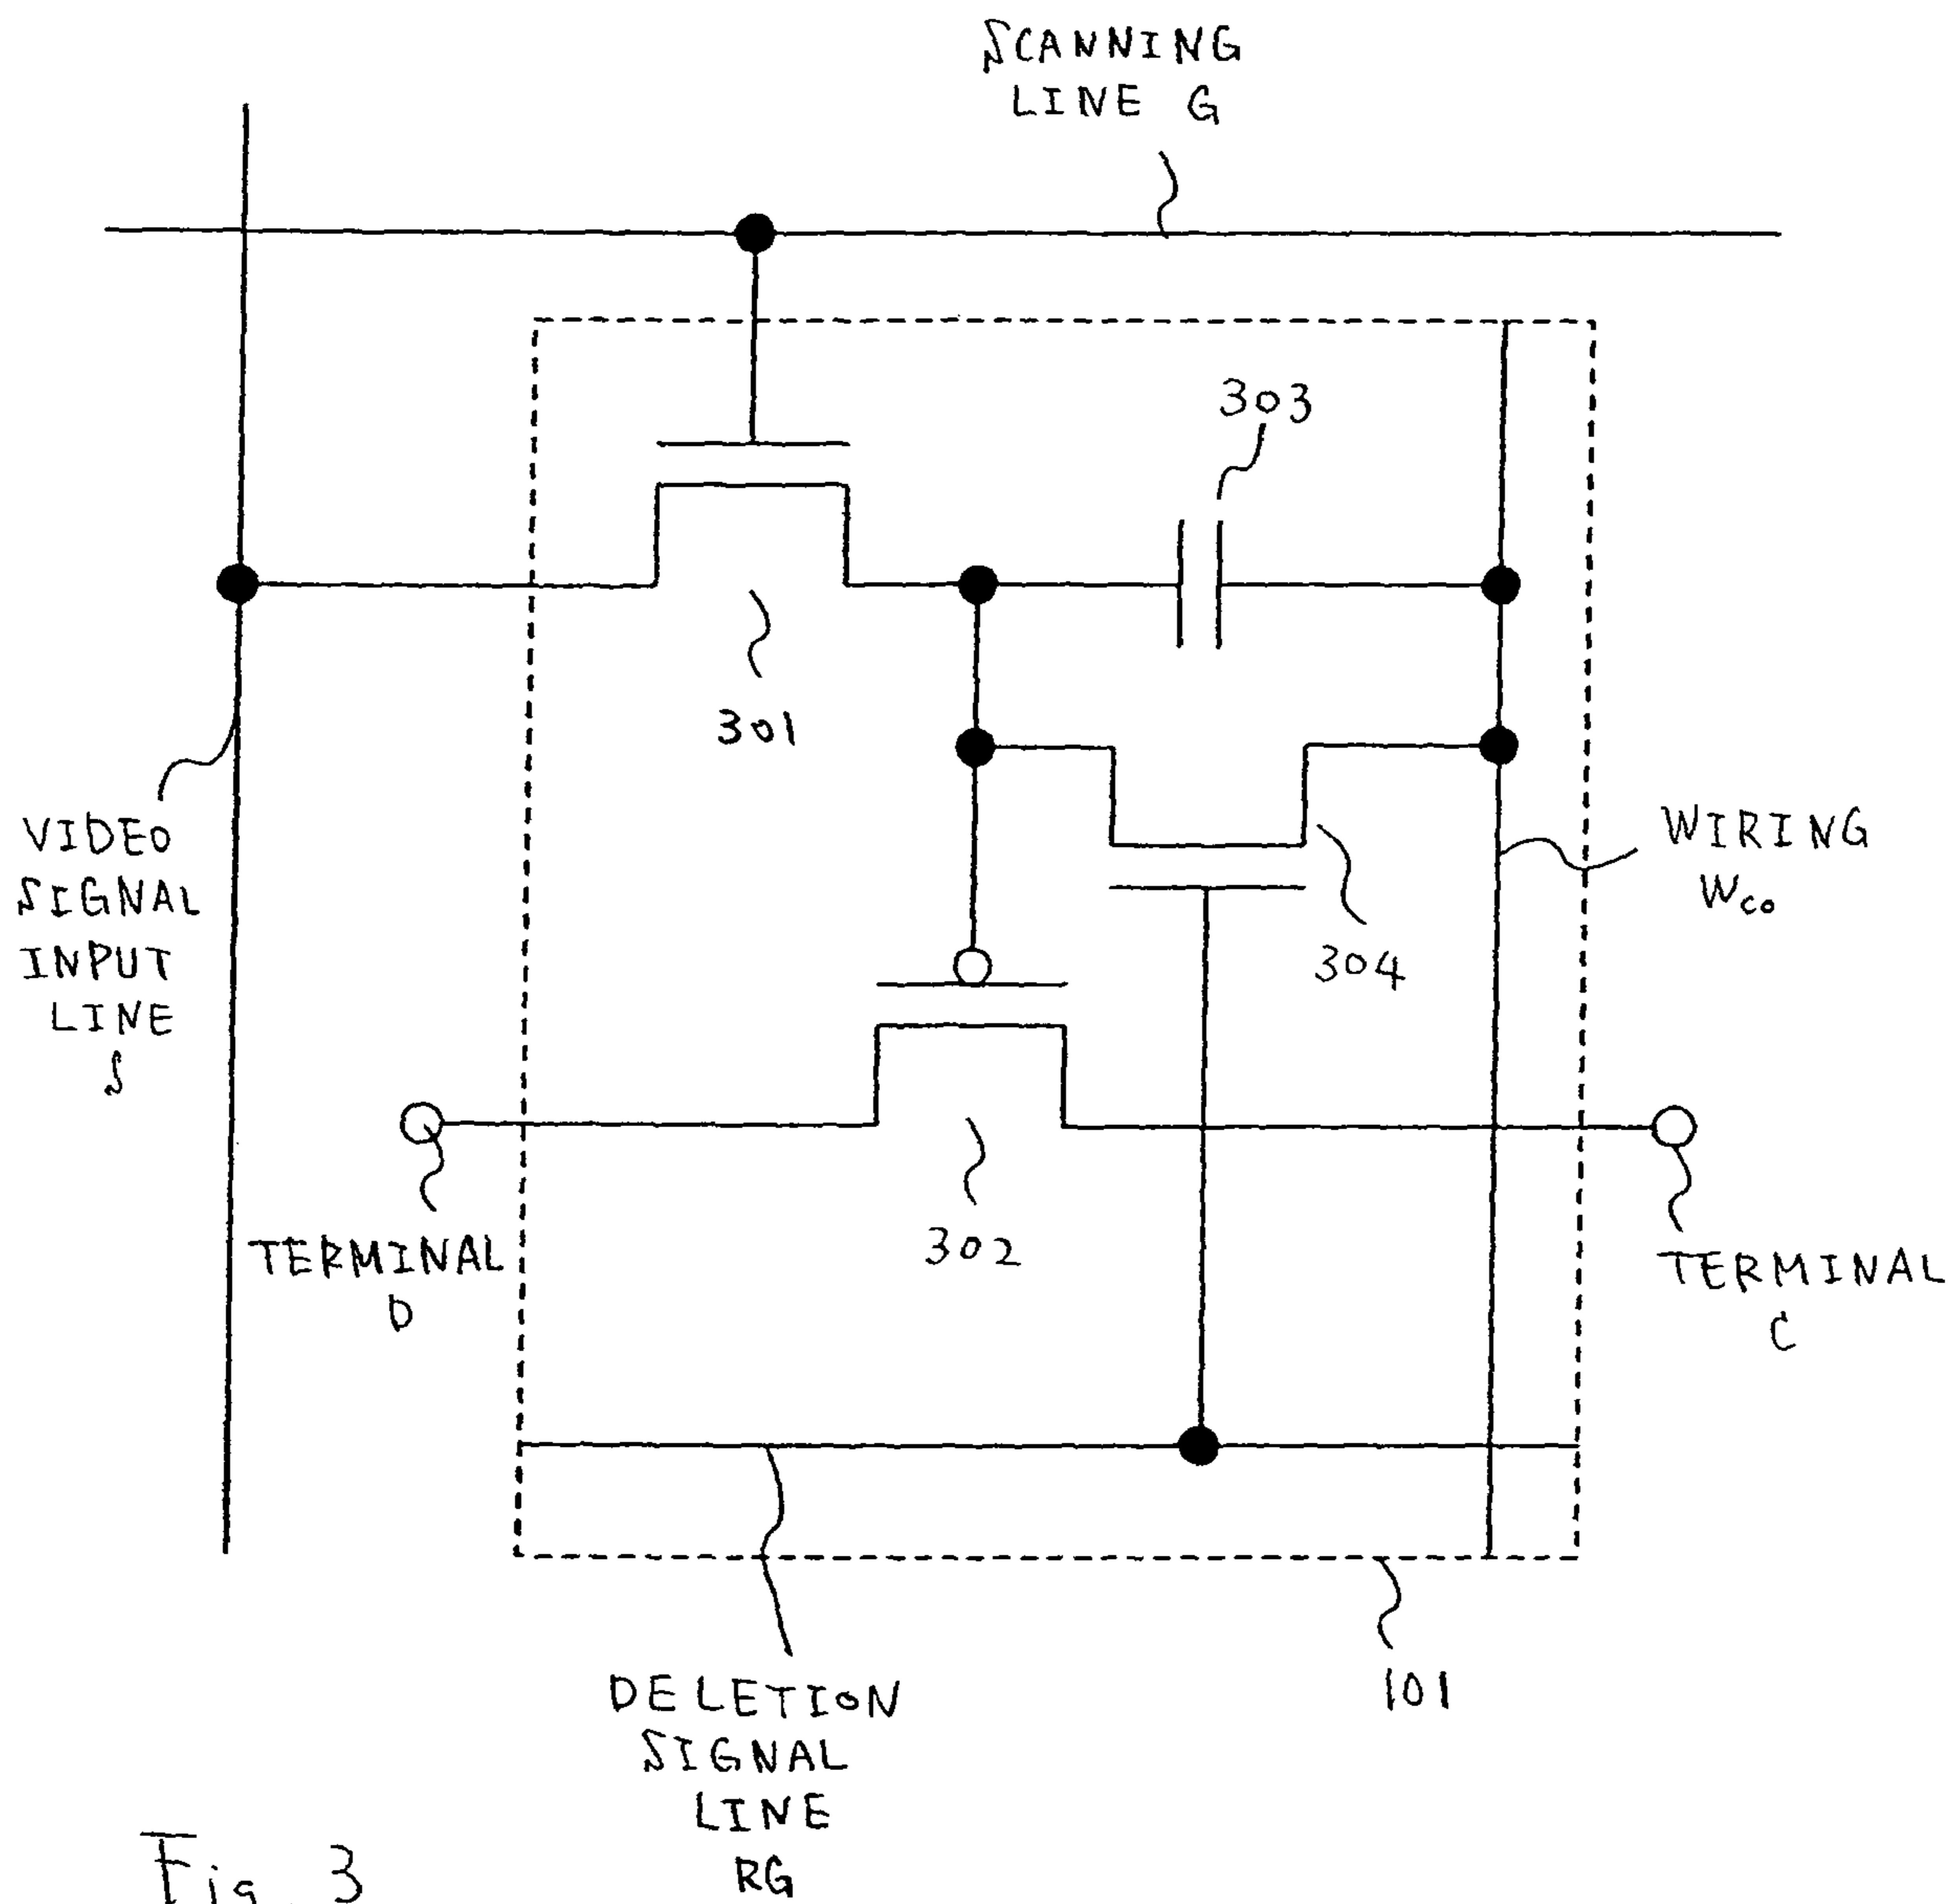 SCANNING
LINE G
303
301
VIDEO
SIGNAL
INPUT
LINE
S
WIRING
Wco
304
302
TERMINAL
D
TERMINAL
C
101
DELETION
SIGNAL
LINE
RG
Fig. 3